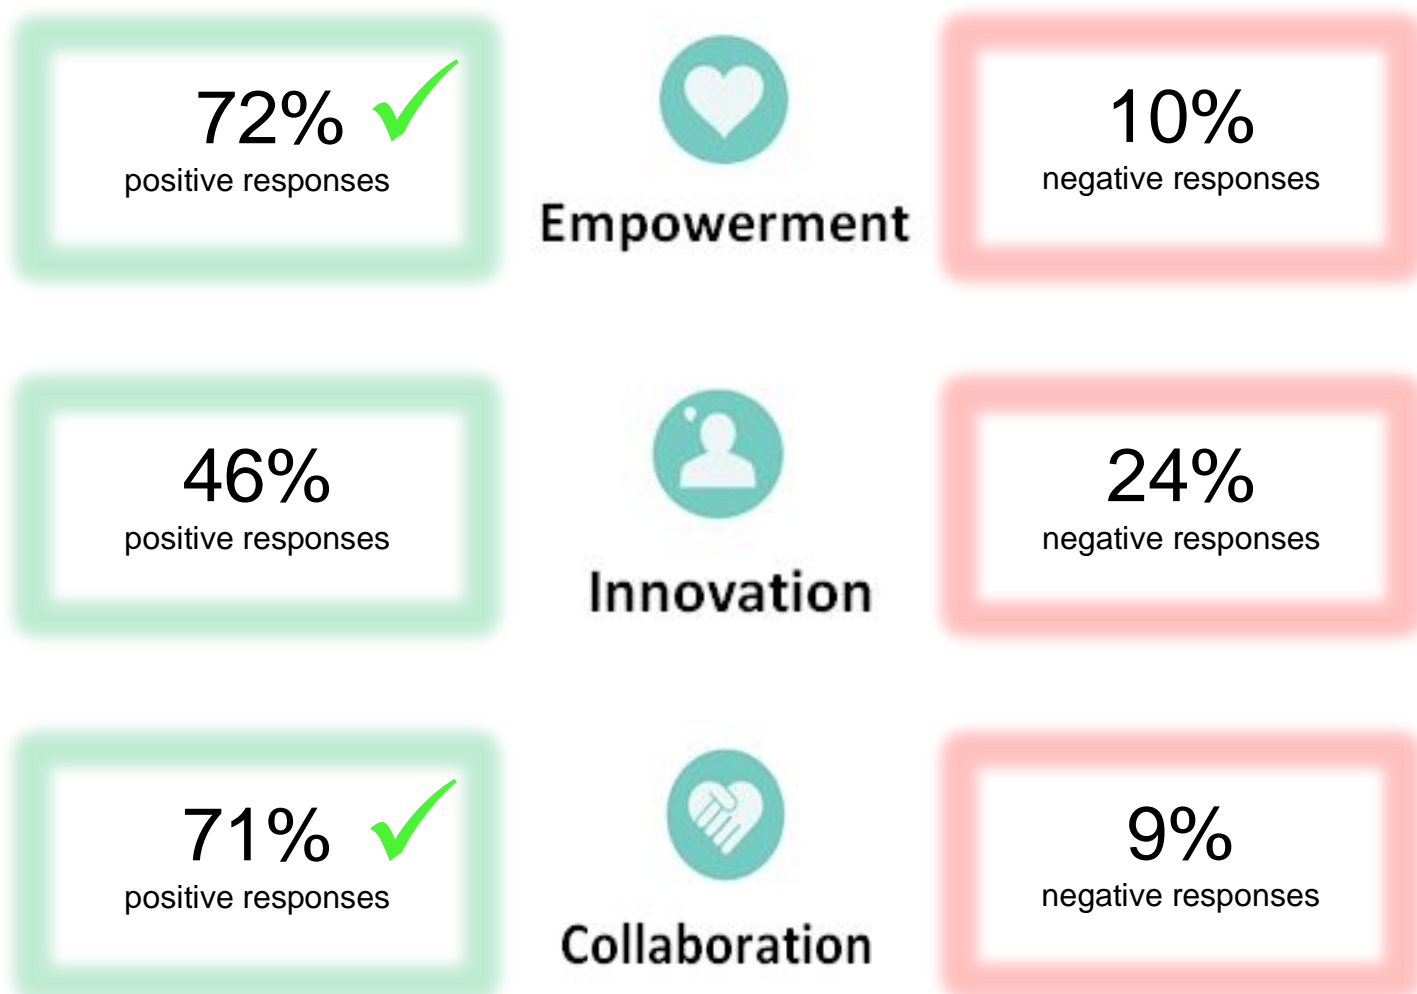 72%
positive responses
Empowerment
10%
negative responses
46%
positive responses
Innovation
24%
negative responses
71%
positive responses
Collaboration
9%
negative responses